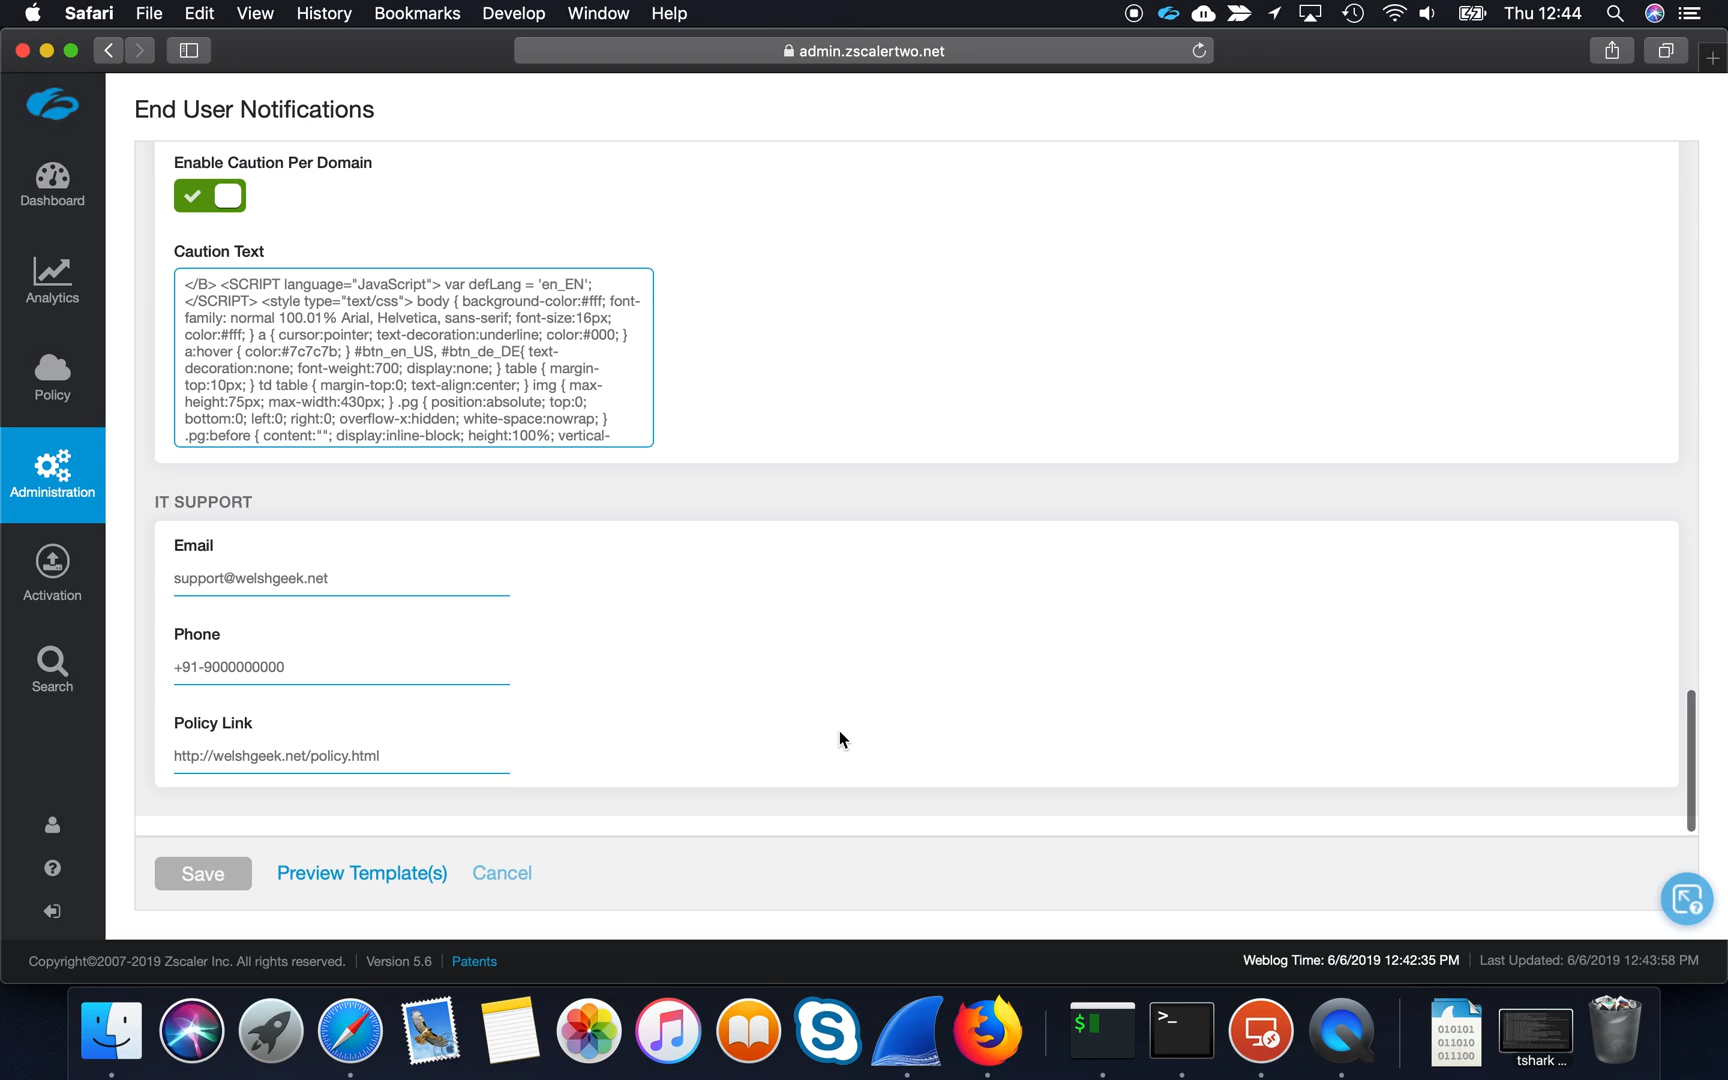 Safari File Edit View History Bookmarks Develop Window Help Thu 12:44
admin.zscalertwo.net
End User Notifications
Dashboard
Analytics
Policy
Administration
Activation
Search
Enable Caution Per Domain
Caution Text
</B> <SCRIPT language="JavaScript"> var defLang = 'en_EN';
</SCRIPT> <style type="text/css"> body { background-color:#fff; font-
family: normal 100.01% Arial, Helvetica, sans-serif; font-size:16px;
color:#fff; } a { cursor:pointer; text-decoration:underline; color:#000; }
a:hover { color:#7c7c7b; } #btn_en_US, #btn_de_DE{ text-
decoration:none; font-weight:700; display:none; } table { margin-
top:10px; } td table { margin-top:0; text-align:center; } img { max-
height:75px; max-width:430px; } .pg { position:absolute; top:0;
bottom:0; left:0; right:0; overflow-x:hidden; white-space:nowrap; }
.pg:before { content:""; display:inline-block; height:100%; vertical-
IT SUPPORT
Email
support@welshgeek.net
Phone
+91-9000000000
Policy Link
http://welshgeek.net/policy.html
Save Preview Template(s) Cancel
Copyright©2007-2019 Zscaler Inc. All rights reserved. | Version 5.6 | Patents
Weblog Time: 6/6/2019 12:42:35 PM | Last Updated: 6/6/2019 12:43:58 PM
$
>_
010101
011010
011100
tshark ...